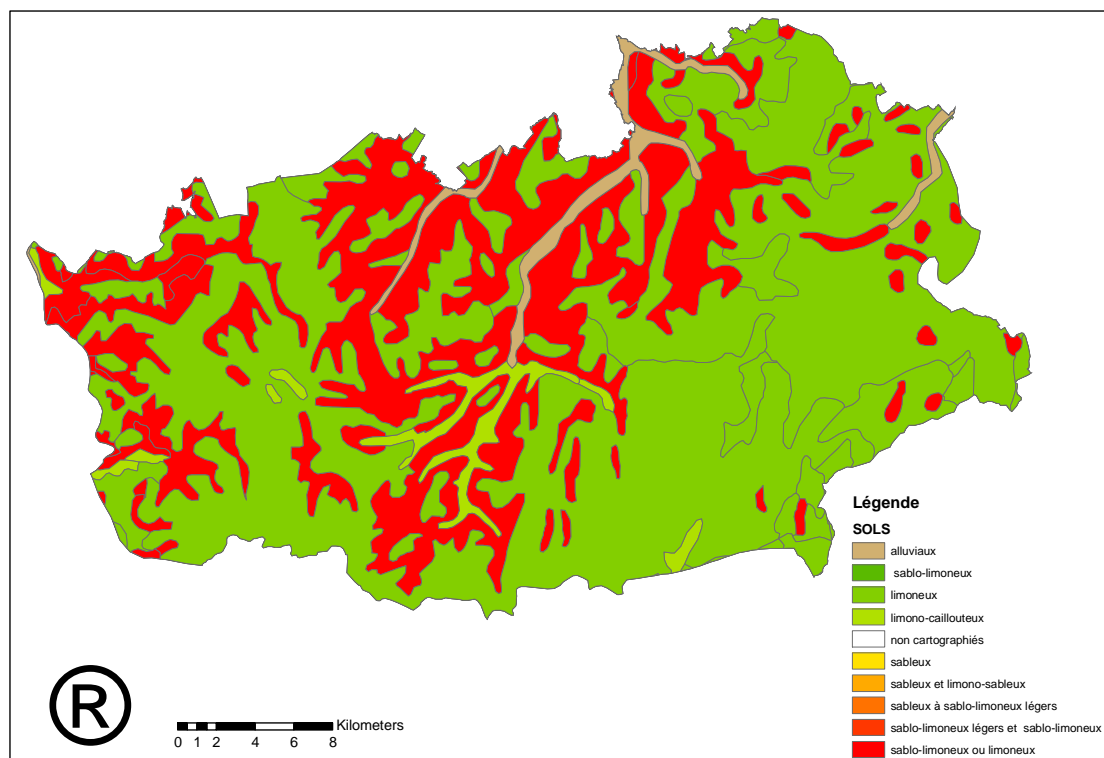 Légende
SOLS
alluviaux
sablo-limoneux
limoneux
limono-caillouteux
non cartographiés
sableux
sableux et limono-sableux
sableux à sablo-limoneux légers
sablo-limoneux légers et sablo-limoneux
sablo-limoneux ou limoneux
®
Kilometers
0 1 2 4 6 8